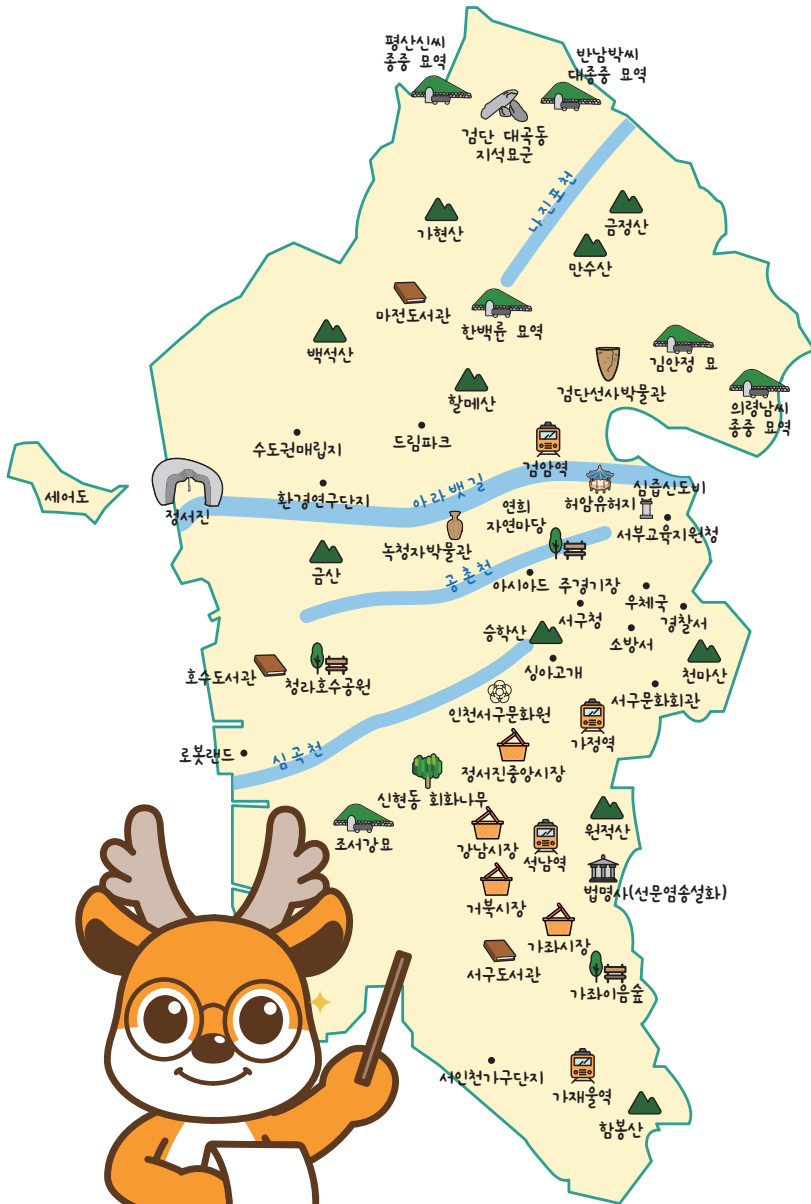 평산신씨
종중 묘역
반남박씨
대종중 묘역
검단 대곡동
지석묘군
나진포천
가현산
금정산
만수산
마전도서관
한백륜 묘역
백석산
김안정 묘
할메산
검단선사박물관
의령남씨
종중 묘역
수도권매립지
드림파크
검암역
세어도
정서진
환경연구단지
아라뱃길
허암유허지
심즙신도비
연희
자연마당
서부교육지원청
녹청자박물관
금산
공촌천
아시아드 주경기장
우체국
서구청
경찰서
승학산
소방서
천마산
싱아고개
호수도서관
청라호수공원
서구문화회관
인천서구문화원
가정역
로봇랜드
심곡천
정서진중앙시장
신현동 회화나무
조서강묘
강남시장
석남역
원적산
법명사(선문염송설화)
거북시장
가좌시장
서구도서관
가좌이음숲
서인천가구단지
가재울역
함봉산